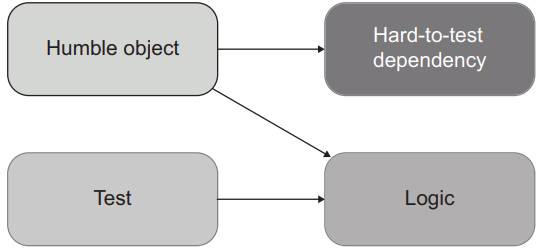 Humble object
Hard-to-test
dependency
Test
Logic